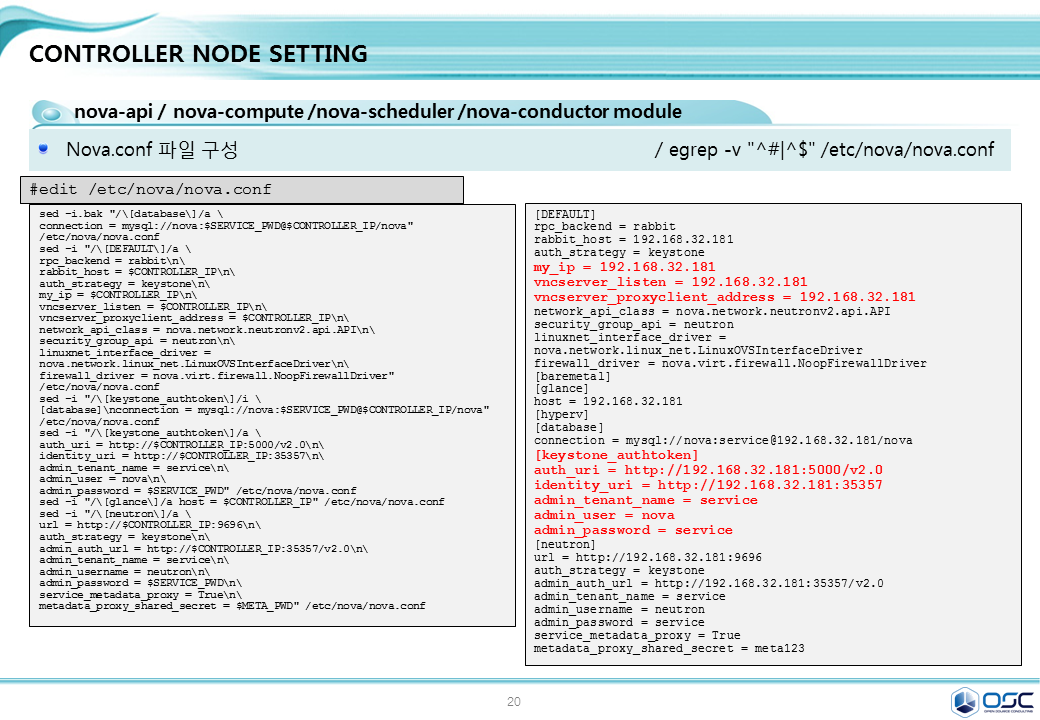 CONTROLLER NODE SETTING
nova-api / nova-compute /nova-scheduler /nova-conductor module
Nova.conf 파일 구성 / egrep -v "^#|^$" /etc/nova/nova.conf
#edit /etc/nova/nova.conf
sed -i.bak "/\[database\]/a \
connection = mysql://nova:$SERVICE_PWD@$CONTROLLER_IP/nova"
/etc/nova/nova.conf
sed -i "/\[DEFAULT\]/a \
rpc_backend = rabbit\n\
rabbit_host = $CONTROLLER_IP\n\
auth_strategy = keystone\n\
my_ip = $CONTROLLER_IP\n\
vncserver_listen = $CONTROLLER_IP\n\
vncserver_proxyclient_address = $CONTROLLER_IP\n\
network_api_class = nova.network.neutronv2.api.API\n\
security_group_api = neutron\n\
linuxnet_interface_driver =
nova.network.linux_net.LinuxOVSInterfaceDriver\n\
firewall_driver = nova.virt.firewall.NoopFirewallDriver"
/etc/nova/nova.conf
sed -i "/\[keystone_authtoken\]/i \
[database]\nconnection = mysql://nova:$SERVICE_PWD@$CONTROLLER_IP/nova"
/etc/nova/nova.conf
sed -i "/\[keystone_authtoken\]/a \
auth_uri = http://$CONTROLLER_IP:5000/v2.0\n\
identity_uri = http://$CONTROLLER_IP:35357\n\
admin_tenant_name = service\n\
admin_user = nova\n\
admin_password = $SERVICE_PWD" /etc/nova/nova.conf
sed -i "/\[glance\]/a host = $CONTROLLER_IP" /etc/nova/nova.conf
sed -i "/\[neutron\]/a \
url = http://$CONTROLLER_IP:9696\n\
auth_strategy = keystone\n\
admin_auth_url = http://$CONTROLLER_IP:35357/v2.0\n\
admin_tenant_name = service\n\
admin_username = neutron\n\
admin_password = $SERVICE_PWD\n\
service_metadata_proxy = True\n\
metadata_proxy_shared_secret = $META_PWD" /etc/nova/nova.conf
[DEFAULT]
rpc_backend = rabbit
rabbit_host = 192.168.32.181
auth_strategy = keystone
my_ip = 192.168.32.181
vncserver_listen = 192.168.32.181
vncserver_proxyclient_address = 192.168.32.181
network_api_class = nova.network.neutronv2.api.API
security_group_api = neutron
linuxnet_interface_driver =
nova.network.linux_net.LinuxOVSInterfaceDriver
firewall_driver = nova.virt.firewall.NoopFirewallDriver
[baremetal]
[glance]
host = 192.168.32.181
[hyperv]
[database]
connection = mysql://nova:service@192.168.32.181/nova
[keystone_authtoken]
auth_uri = http://192.168.32.181:5000/v2.0
identity_uri = http://192.168.32.181:35357
admin_tenant_name = service
admin_user = nova
admin_password = service
[neutron]
url = http://192.168.32.181:9696
auth_strategy = keystone
admin_auth_url = http://192.168.32.181:35357/v2.0
admin_tenant_name = service
admin_username = neutron
admin_password = service
service_metadata_proxy = True
metadata_proxy_shared_secret = meta123
20
OSC
OPEN SOURCE CONSULTING